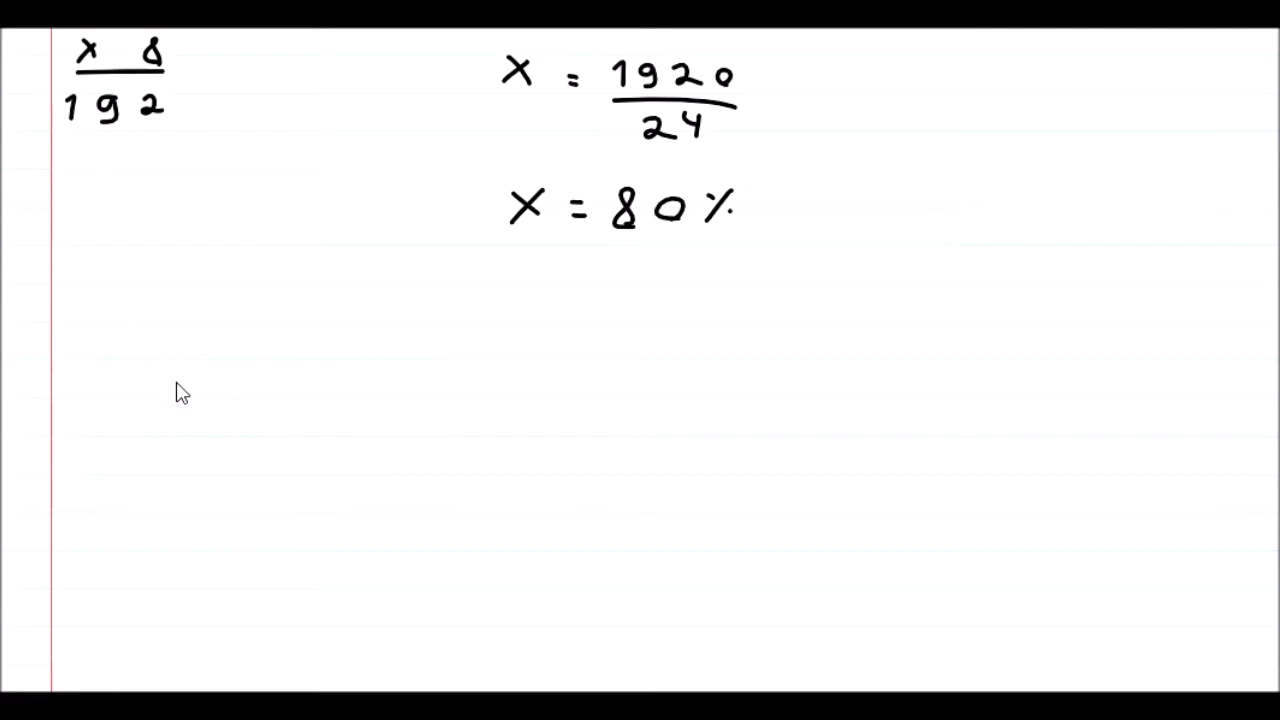 x 8
192
x = 1920
24
x = 80%